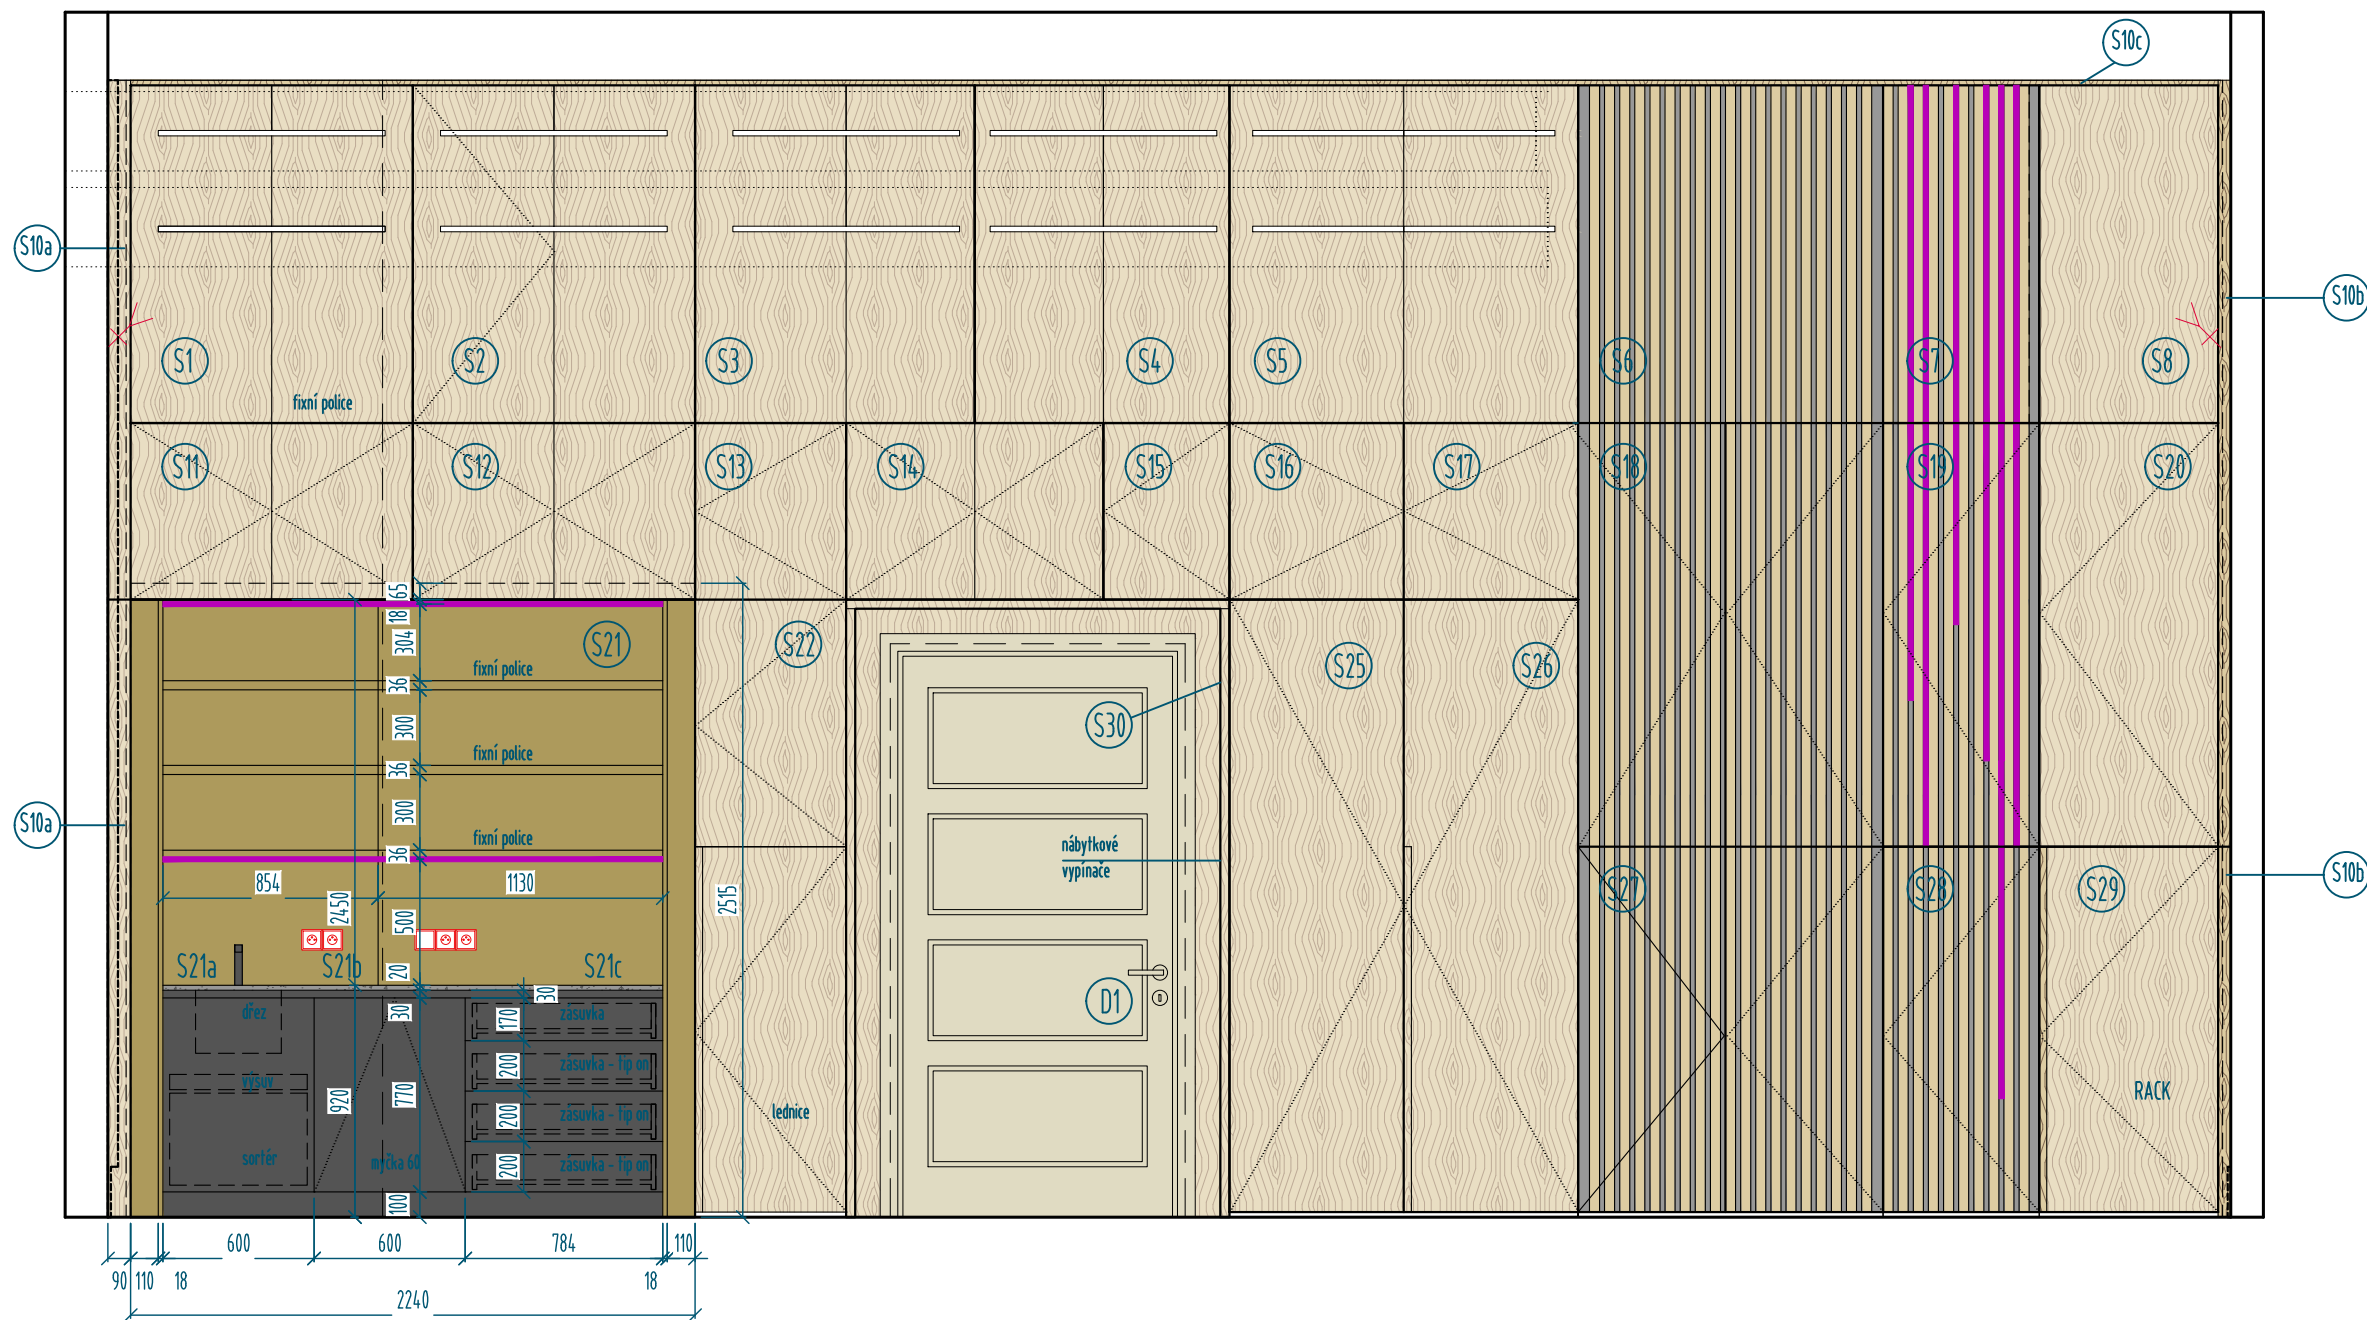 S10c
S10a
S10b
S1
S2
S3
S4
S5
S6
S7
S8
fixní police
S11
S12
S13
S14
S15
S16
S17
S18
S19
S20
65
18
304
S21
S22
S25
S26
fixní police
36
S30
300
fixní police
36
300
S10a
fixní police
nábytkové
vypínače
36
854
1130
2450
500
2515
S27
S28
S29
S10b
S21a
S21b
S21c
20
30
D1
dřez
30
170
zásuvka
výsuv
920
770
200
zásuvka - tip on
RACK
lednice
200
zásuvka - tip on
sortér
myčka 60
200
zásuvka - tip on
100
600
600
784
110
90
110
18
18
2240